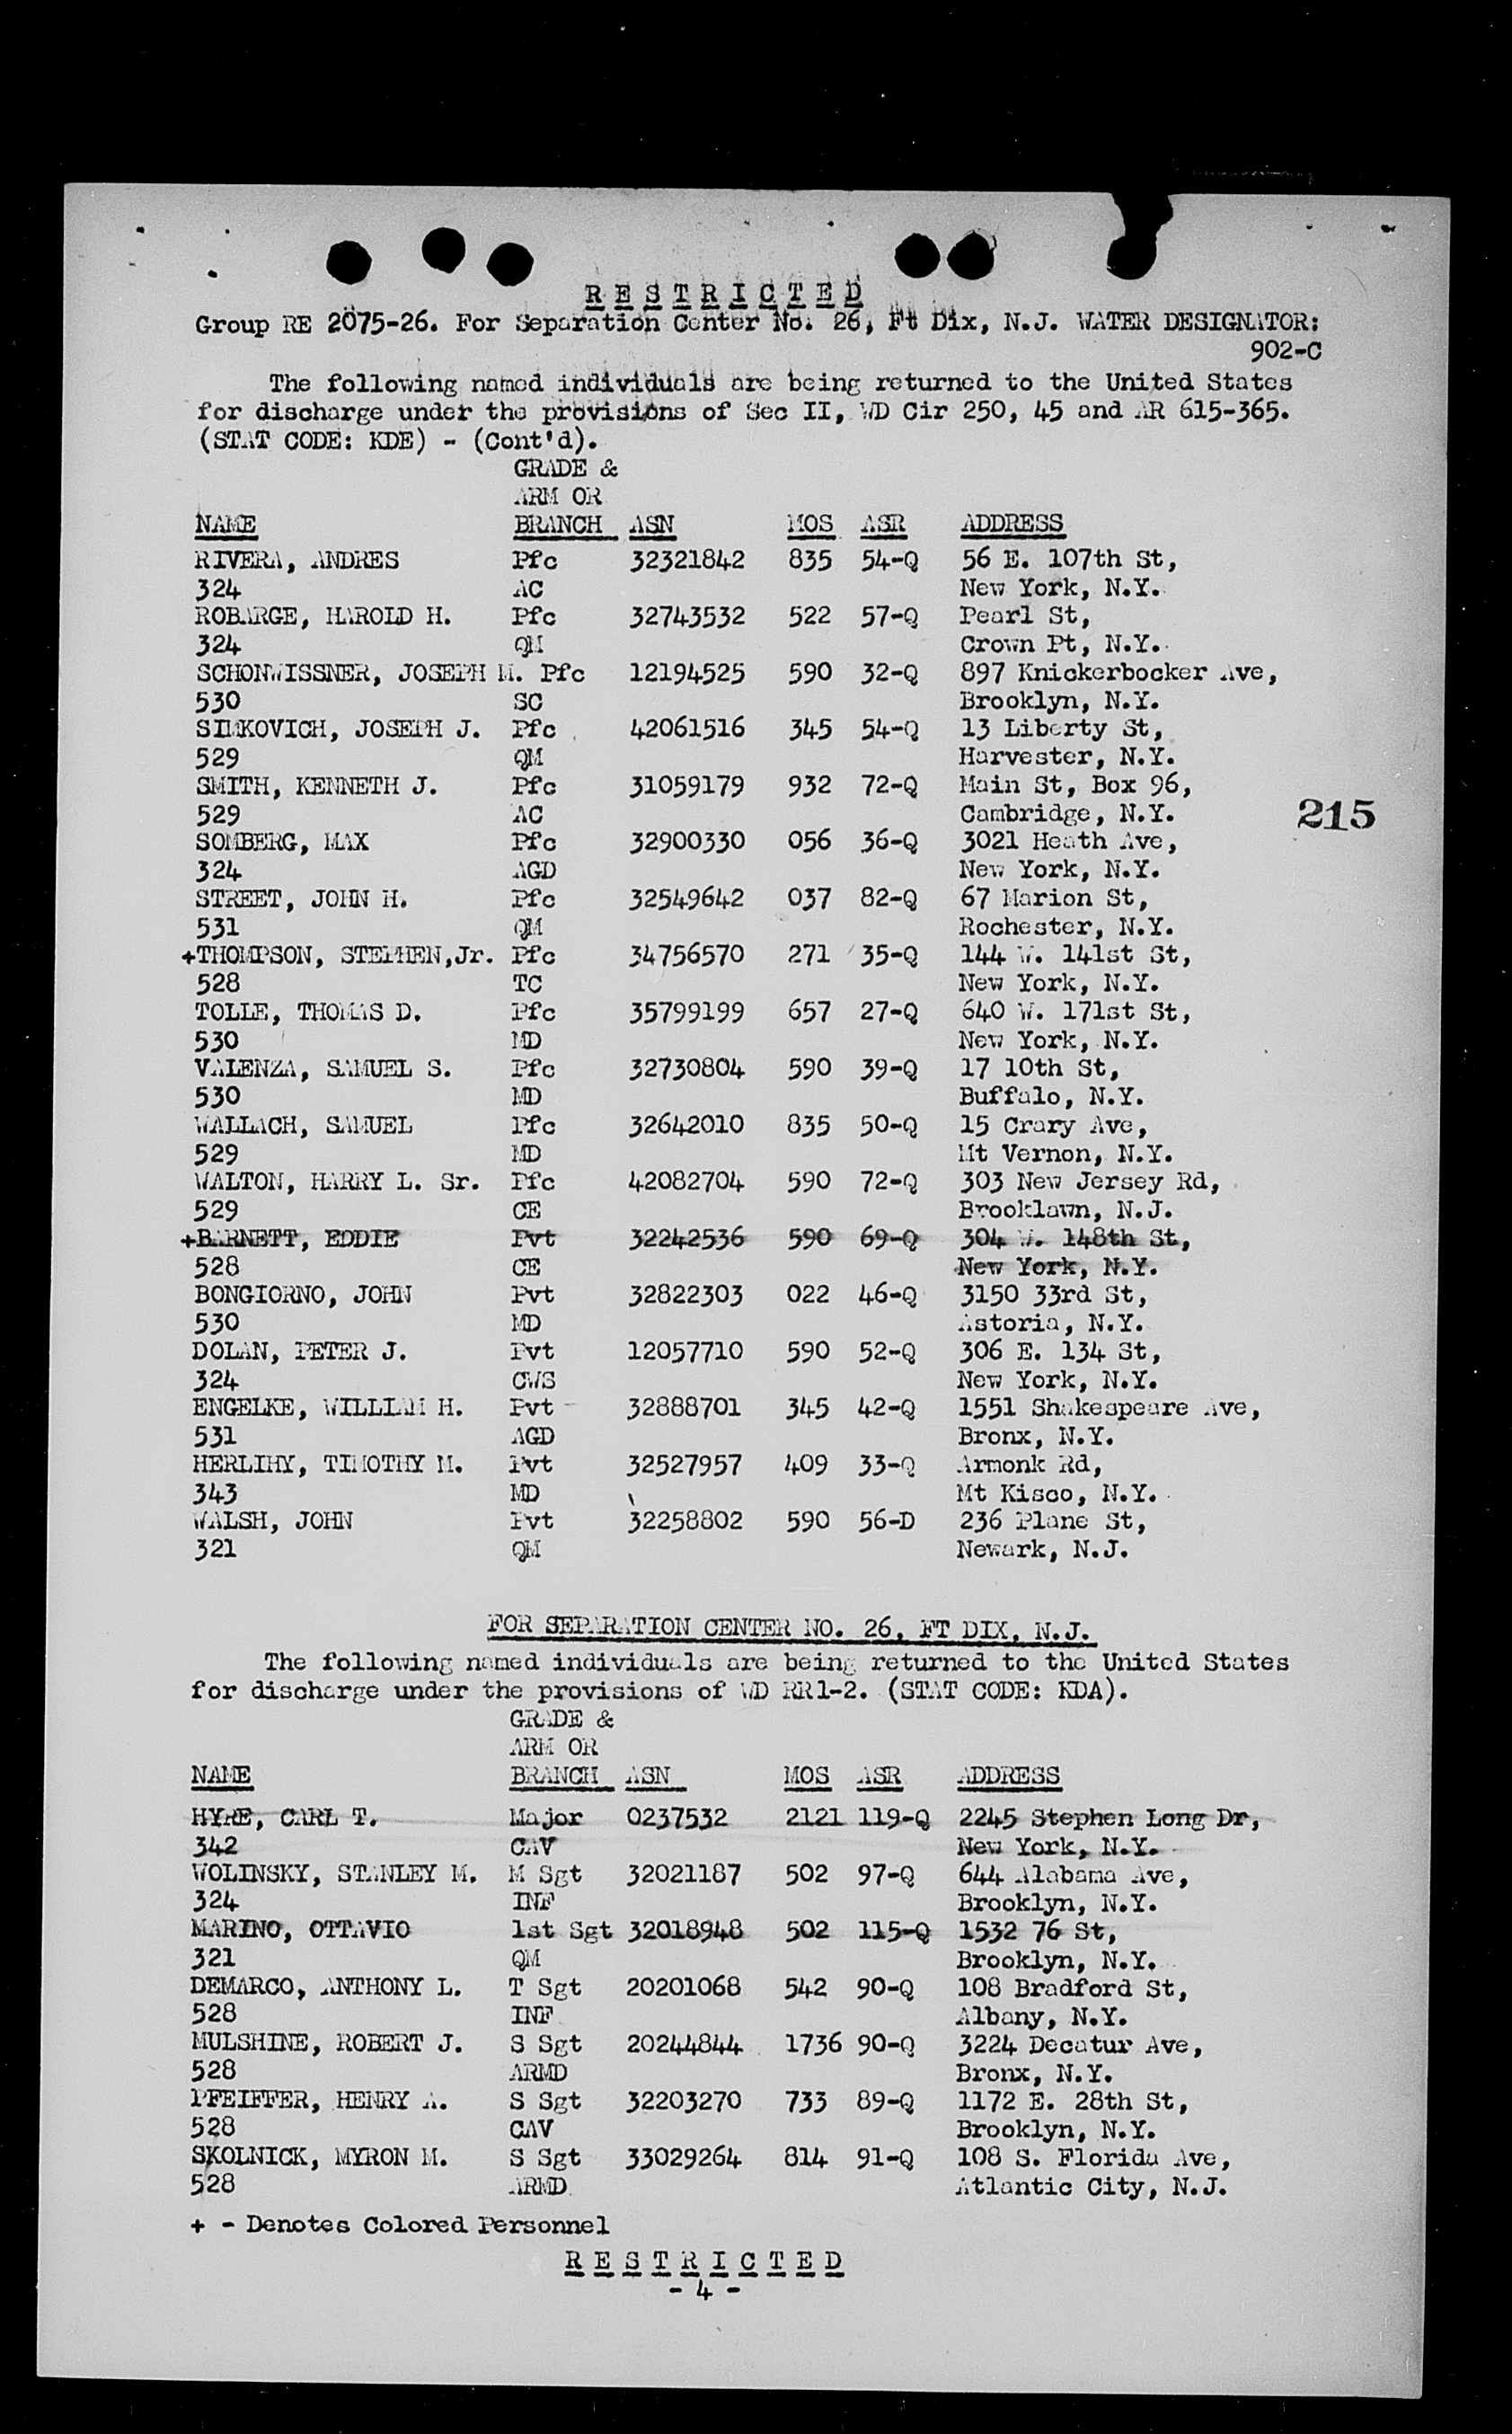 RESTRICTED
Group RE 2075-26. For Separation Center No. 26, Ft Dix, N.J. WATER DESIGNATOR:
902-C
The following named individuals are being returned to the United States
for discharge under the provisions of Sec II, WD Cir 250, 45 and AR 615-365.
(STAT CODE: KDE) - (Cont'd).
GRADE &
ARM OR
NAME BRANCH ASN MOS ASR ADDRESS
RIVERA, ANDRES Pfc 32321842 835 54-Q 56 E. 107th St,
324 AC New York, N.Y.
ROBARGE, HAROLD H. Pfc 32743532 522 57-Q Pearl St,
324 QM Crown Pt, N.Y.
SCHONWISSNER, JOSEPH M. Pfc 12194525 590 32-Q 897 Knickerbocker Ave,
530 SC Brooklyn, N.Y.
SIMKOVICH, JOSEPH J. Pfc 42061516 345 54-Q 13 Liberty St,
529 QM Harvester, N.Y.
SMITH, KENNETH J. Pfc 31059179 932 72-Q Main St, Box 96,
529 AC Cambridge, N.Y.
215
SOMBERG, MAX Pfc 32900330 056 36-Q 3021 Heath Ave,
324 AGD New York, N.Y.
STREET, JOHN H. Pfc 32549642 037 82-Q 67 Marion St,
531 QM Rochester, N.Y.
+THOMPSON, STEPHEN,Jr. Pfc 34756570 271 35-Q 144 W. 141st St,
528 TC New York, N.Y.
TOLLE, THOMAS D. Pfc 35799199 657 27-Q 640 W. 171st St,
530 MD New York, N.Y.
VALENZA, SAMUEL S. Pfc 32730804 590 39-Q 17 10th St,
530 MD Buffalo, N.Y.
WALLACH, SAMUEL Pfc 32642010 835 50-Q 15 Crary Ave,
529 MD Mt Vernon, N.Y.
WALTON, HARRY L. Sr. Pfc 42082704 590 72-Q 303 New Jersey Rd,
529 CE Brooklawn, N.J.
+BARNETT, EDDIE Pvt 32242536 590 69-Q 304 W. 148th St,
528 CE New York, N.Y.
BONGIORNO, JOHN Pvt 32822303 022 46-Q 3150 33rd St,
530 MD Astoria, N.Y.
DOLAN, PETER J. Pvt 12057710 590 52-Q 306 E. 134 St,
324 CWS New York, N.Y.
ENGELKE, WILLIAM H. Pvt 32888701 345 42-Q 1551 Shakespeare Ave,
531 AGD Bronx, N.Y.
HERLIHY, TIMOTHY M. Pvt 32527957 409 33-Q Armonk Rd,
343 MD Mt Kisco, N.Y.
WALSH, JOHN Pvt 32258802 590 56-D 236 Plane St,
321 QM Newark, N.J.
FOR SEPARATION CENTER NO. 26, FT DIX, N.J.
The following named individuals are being returned to the United States
for discharge under the provisions of WD RR1-2. (STAT CODE: KDA).
GRADE &
ARM OR
NAME BRANCH ASN MOS ASR ADDRESS
HYRE, CARL T. Major 0237532 2121 119-Q 2245 Stephen Long Dr,
342 CAV New York, N.Y.
WOLINSKY, STANLEY M. M Sgt 32021187 502 97-Q 644 Alabama Ave,
324 INF Brooklyn, N.Y.
MARINO, OTTAVIO 1st Sgt 32018948 502 115-Q 1532 76 St,
321 QM Brooklyn, N.Y.
DEMARCO, ANTHONY L. T Sgt 20201068 542 90-Q 108 Bradford St,
528 INF Albany, N.Y.
MULSHINE, ROBERT J. S Sgt 20244844 1736 90-Q 3224 Decatur Ave,
528 ARMD Bronx, N.Y.
PFEIFFER, HENRY A. S Sgt 32203270 733 89-Q 1172 E. 28th St,
528 CAV Brooklyn, N.Y.
SKOLNICK, MYRON M. S Sgt 33029264 814 91-Q 108 S. Florida Ave,
528 ARMD Atlantic City, N.J.
+ - Denotes Colored Personnel
RESTRICTED
- 4 -